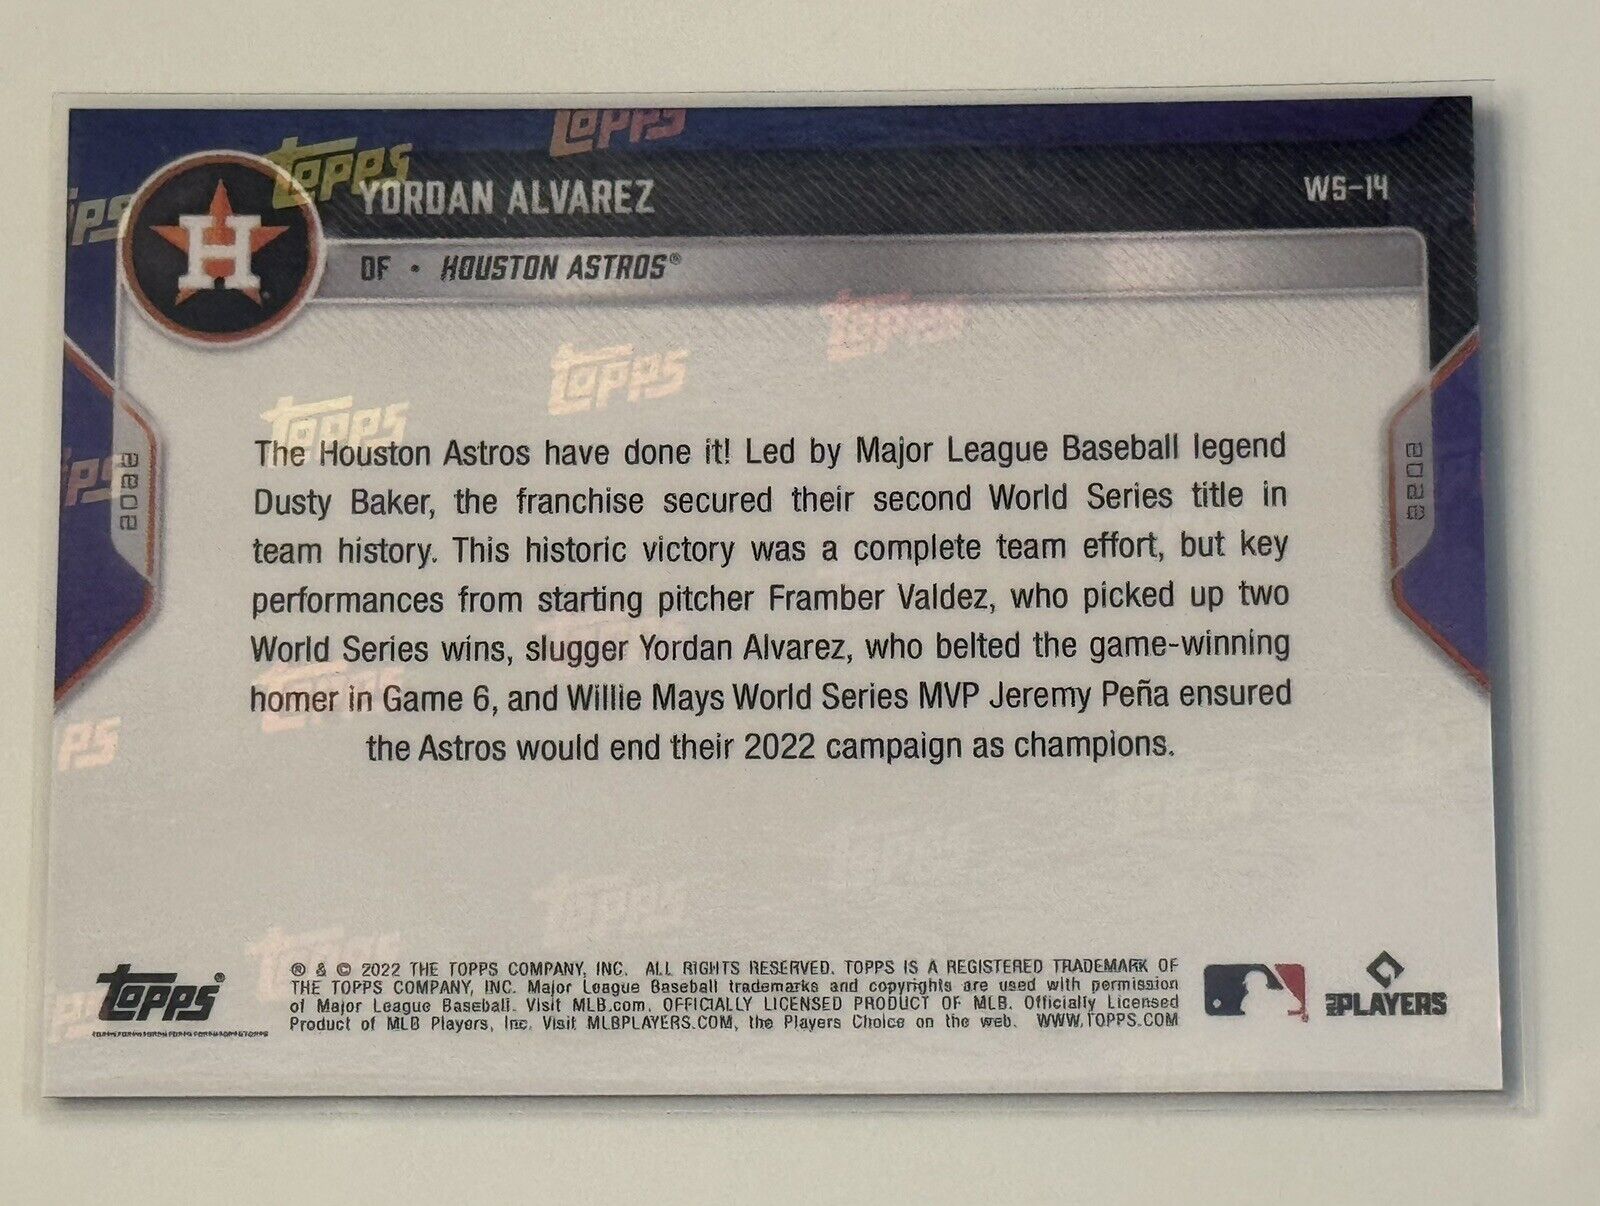 YORDAN ALVAREZ
WS-14
OF • HOUSTON ASTROS®
2022
2022
The Houston Astros have done it! Led by Major League Baseball legend
Dusty Baker, the franchise secured their second World Series title in
team history. This historic victory was a complete team effort, but key
performances from starting pitcher Framber Valdez, who picked up two
World Series wins, slugger Yordan Alvarez, who belted the game-winning
homer in Game 6, and Willie Mays World Series MVP Jeremy Peña ensured
the Astros would end their 2022 campaign as champions.
topps®
® & © 2022 THE TOPPS COMPANY, INC. ALL RIGHTS RESERVED. TOPPS IS A REGISTERED TRADEMARK OF
THE TOPPS COMPANY, INC. Major League Baseball trademarks and copyrights are used with permission
of Major League Baseball. Visit MLB.com. OFFICIALLY LICENSED PRODUCT OF MLB. Officially Licensed
Product of MLB Players, Inc. Visit MLBPLAYERS.COM, the Players Choice on the web. WWW.TOPPS.COM
MLB PLAYERS
H
topps
topps
topps
topps
topps